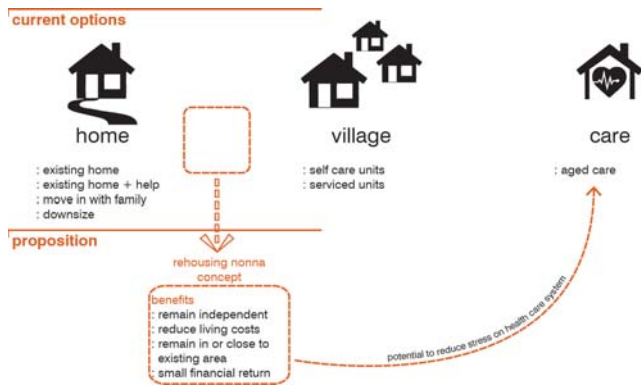 current options
home
: existing home
: existing home + help
: move in with family
: downsize
village
: self care units
: serviced units
care
: aged care
proposition
rehousing nonna
concept
benefits
: remain independent
: reduce living costs
: remain in or close to
existing area
: small financial return
potential to reduce stress on health care system